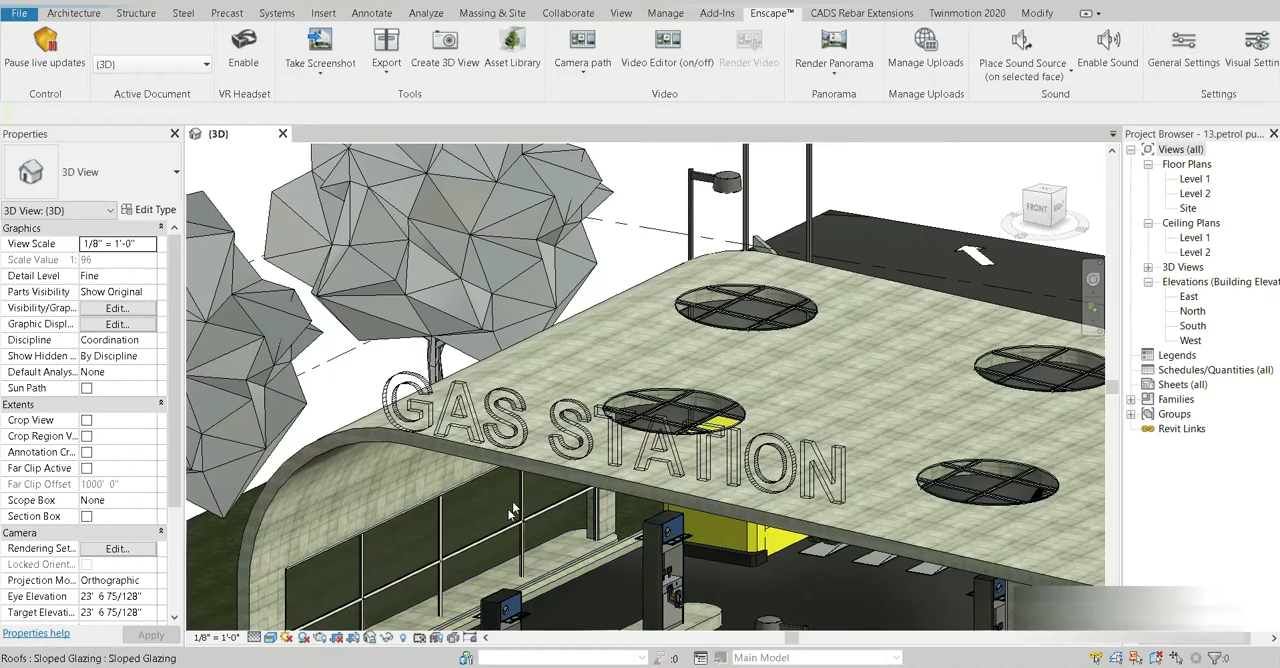 File Architecture Structure Steel Precast Systems Insert Annotate Analyze Massing & Site Collaborate View Manage Add-Ins Enscape™ CADS Rebar Extensions Twinmotion 2020 Modify
Pause live updates {3D} Enable Take Screenshot Export Create 3D View Asset Library Camera path Video Editor (on/off) Render Video Render Panorama Manage Uploads Place Sound Source (on selected face) Enable Sound General Settings Visual Settin
Control Active Document VR Headset Tools Video Panorama Manage Uploads Sound Settings
Properties
3D View
3D View: {3D} Edit Type
Graphics
View Scale 1/8" = 1'-0"
Scale Value 1: 96
Detail Level Fine
Parts Visibility Show Original
Visibility/Grap... Edit...
Graphic Displ... Edit...
Discipline Coordination
Show Hidden ... By Discipline
Default Analys... None
Sun Path
Extents
Crop View
Crop Region V...
Annotation Cr...
Far Clip Active
Far Clip Offset 1000' 0"
Scope Box None
Section Box
Camera
Rendering Set... Edit...
Locked Orient...
Projection Mo... Orthographic
Eye Elevation 23' 6 75/128"
Target Elevati... 23' 6 75/128"
Properties help Apply
{3D}
FRONT
GAS STATION
1/8" = 1'-0"
Project Browser - 13.petrol pu...
Views (all)
Floor Plans
Level 1
Level 2
Site
Ceiling Plans
Level 1
Level 2
3D Views
Elevations (Building Elevat
East
North
South
West
Legends
Schedules/Quantities (all)
Sheets (all)
Families
Groups
Revit Links
Roofs : Sloped Glazing : Sloped Glazing :0 Main Model :0